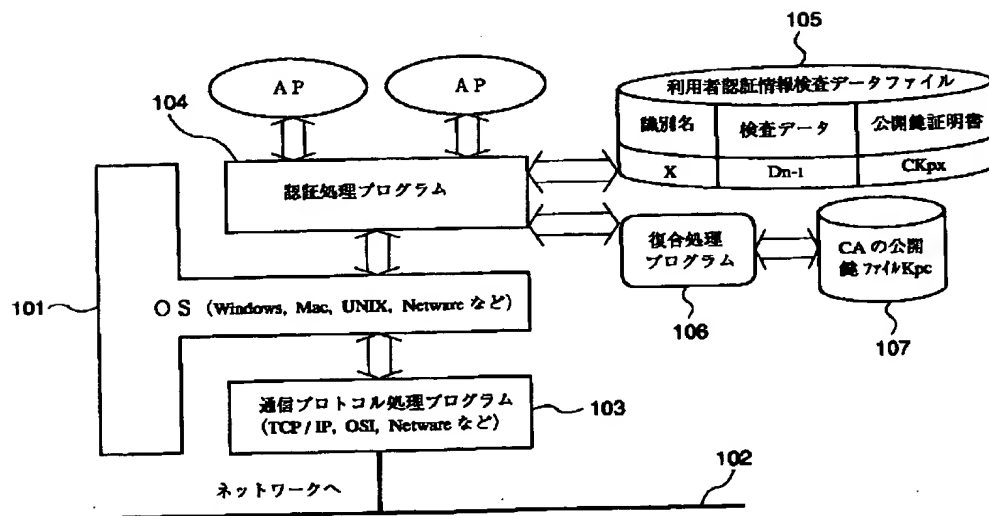 105
AP
AP
104
利用者認証情報検査データファイル
識別名
検査データ
公開鍵証明書
X
Dn-1
CKpx
認証処理プログラム
復合処理
プログラム
CAの公開
鍵ファイルKpc
101
OS (Windows, Mac, UNIX, Netware など)
106
107
通信プロトコル処理プログラム
(TCP / IP, OSI, Netware など)
103
ネットワークへ
102